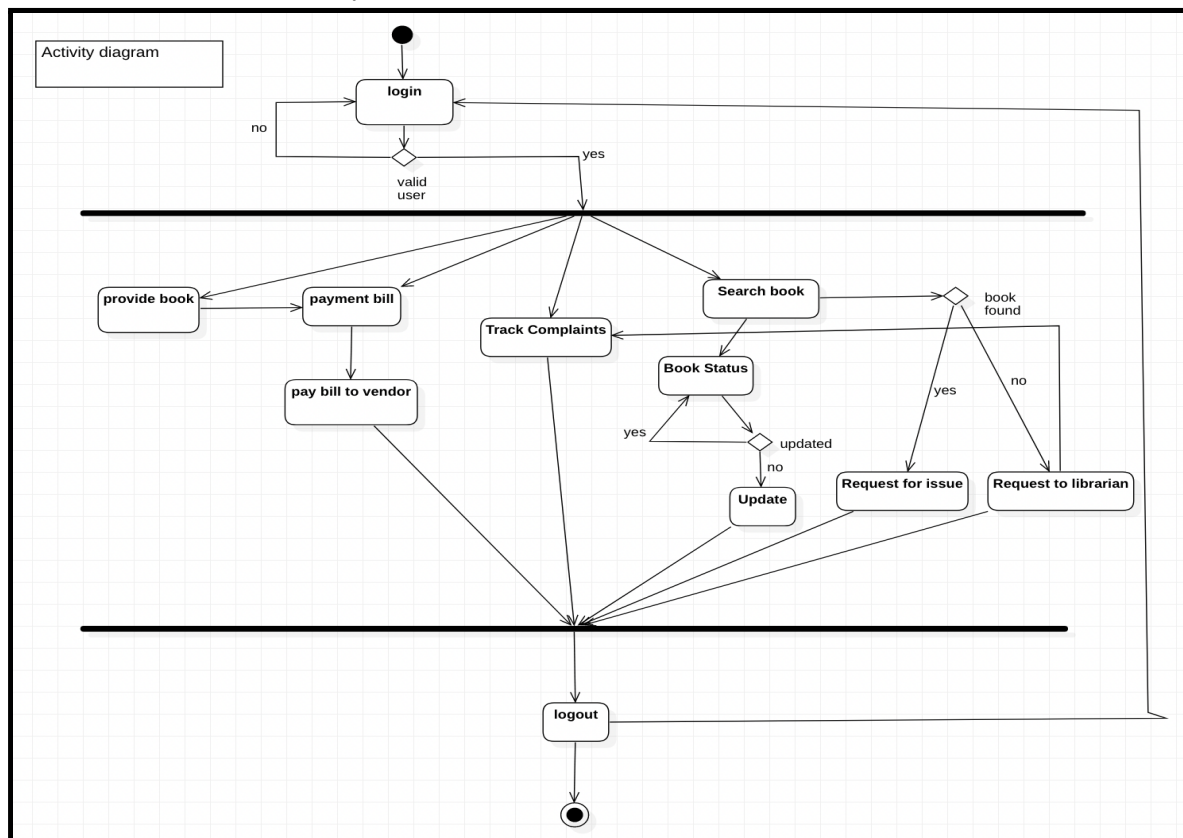 Activity diagram
login
no
yes
valid
user
provide book
payment bill
Search book
book
found
Track Complaints
Book Status
pay bill to vendor
yes
no
yes
updated
no
Request for issue
Request to librarian
Update
logout